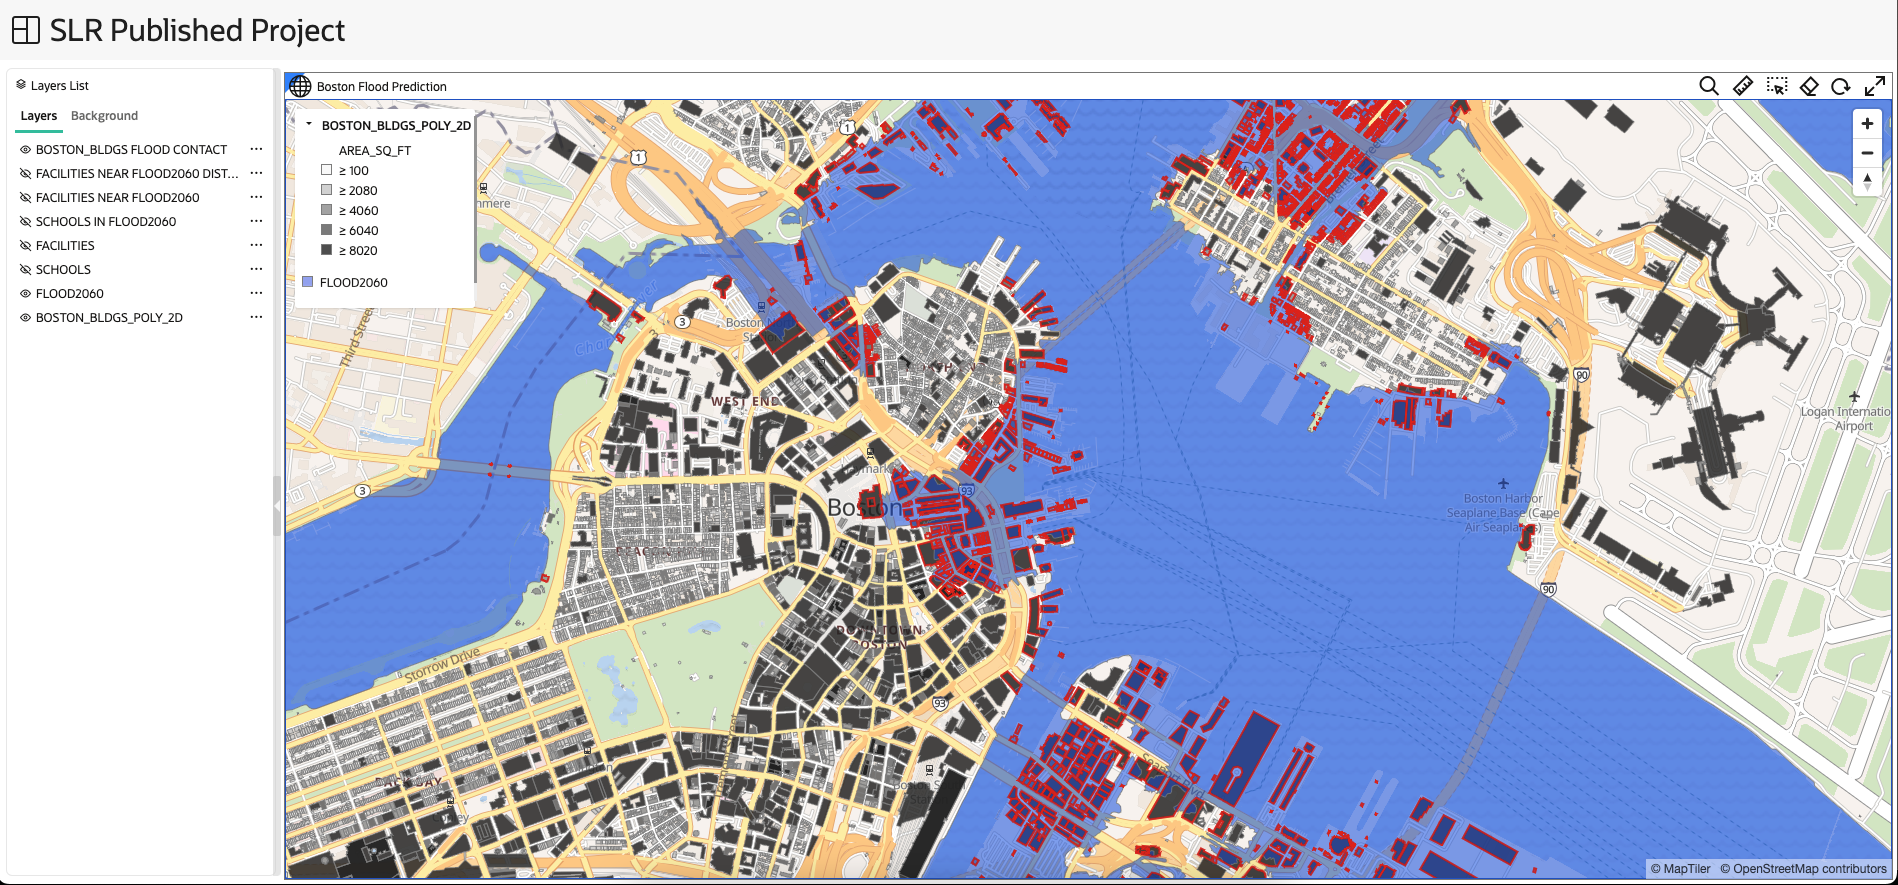 SLR Published Project
Layers List
Layers
Background
BOSTON_BLDGS FLOOD CONTACT
FACILITIES NEAR FLOOD2060 DIST...
FACILITIES NEAR FLOOD2060
SCHOOLS IN FLOOD2060
FACILITIES
SCHOOLS
FLOOD2060
BOSTON_BLDGS_POLY_2D
Boston Flood Prediction
BOSTON_BLDGS_POLY_2D
AREA_SQ_FT
≥ 100
≥ 2080
≥ 4060
≥ 6040
≥ 8020
FLOOD2060
1
1
nmere
Third Street
3
Boston
WEST END
90
Logan Internatio
Airport
3
93
Boston
Boston Harbor
Seaplane Base (Cape
Air Seaplanes)
90
DOWNTOWN
BOSTON
Storrow Drive
93
© MapTiler © OpenStreetMap contributors